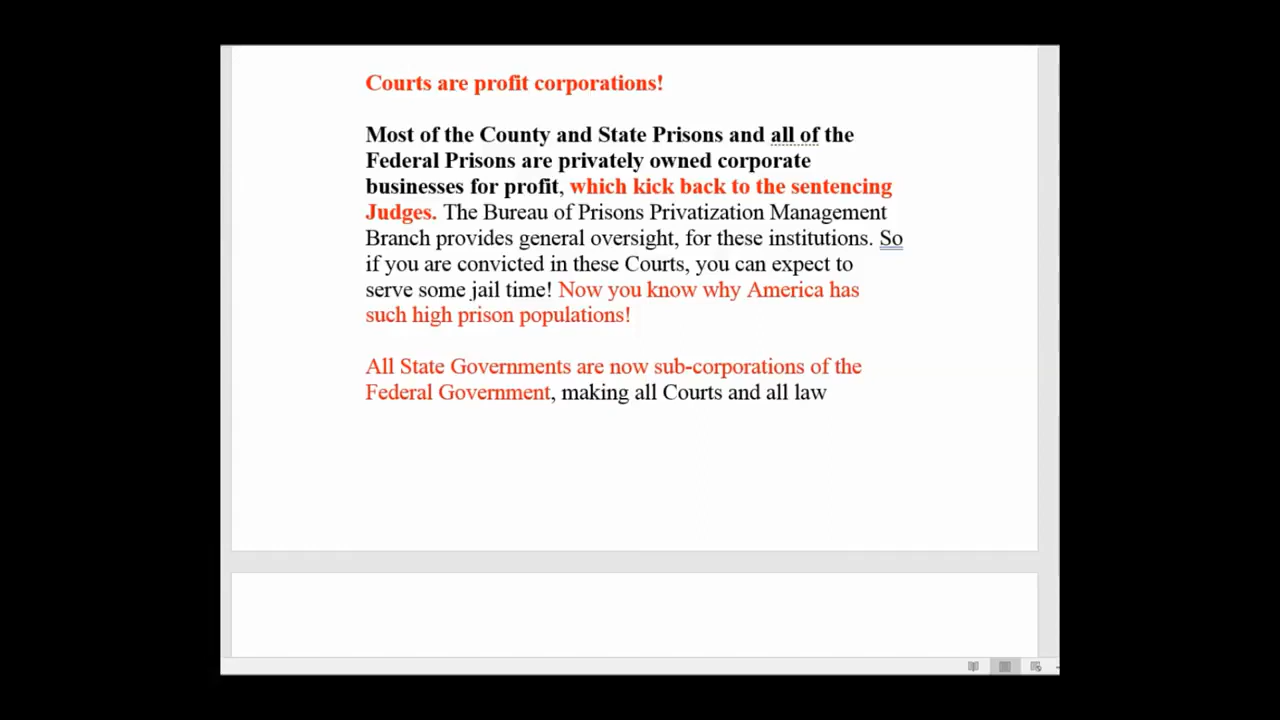 Courts are profit corporations!
Most of the County and State Prisons and all of the
Federal Prisons are privately owned corporate
businesses for profit, which kick back to the sentencing
Judges. The Bureau of Prisons Privatization Management
Branch provides general oversight, for these institutions. So
if you are convicted in these Courts, you can expect to
serve some jail time! Now you know why America has
such high prison populations!
All State Governments are now sub-corporations of the
Federal Government, making all Courts and all law